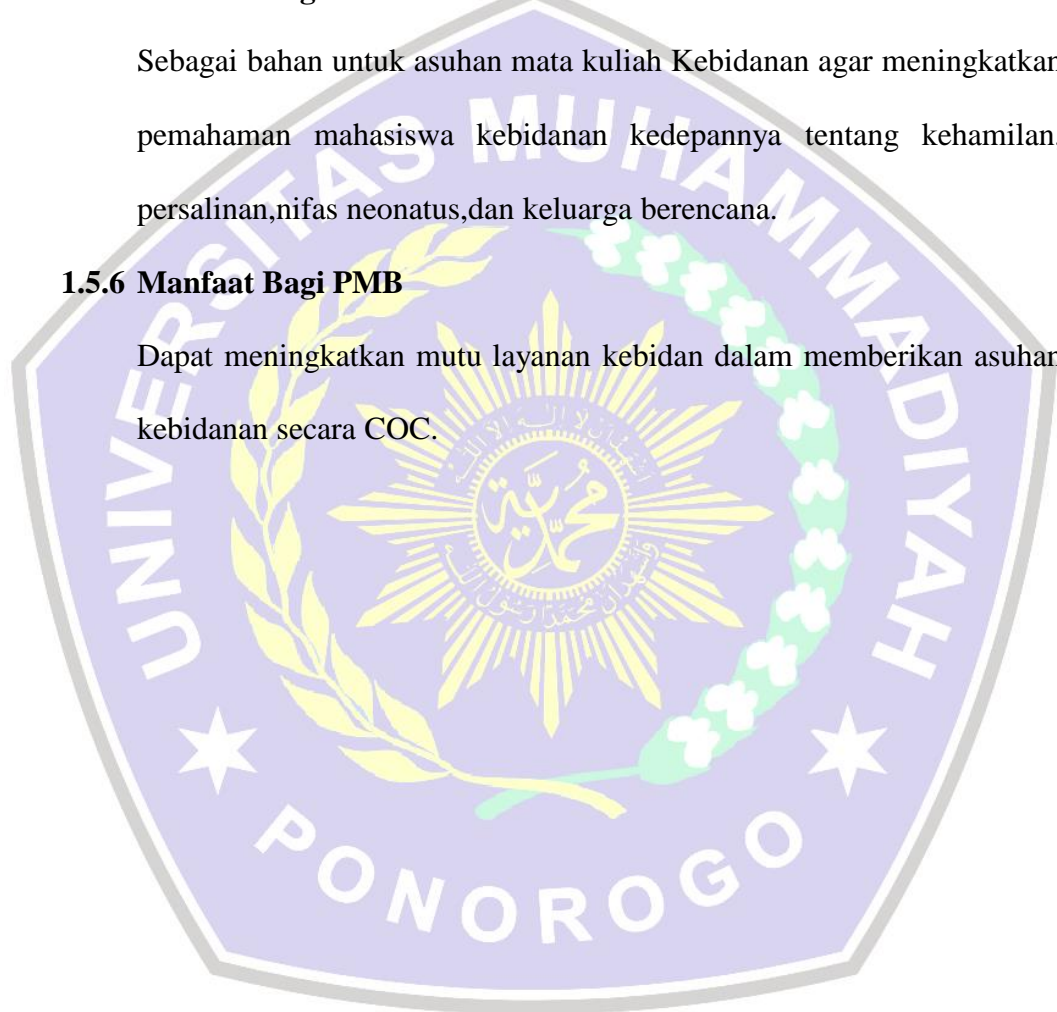 Sebagai bahan untuk asuhan mata kuliah Kebidanan agar meningkatkan
pemahaman mahasiswa kebidanan kedepannya tentang kehamilan.
persalinan,nifas neonatus,dan keluarga berencana.
1.5.6 Manfaat Bagi PMB
Dapat meningkatkan mutu layanan kebidan dalam memberikan asuhan
kebidanan secara COC.
UNIVERSITAS MUHAMMADIYAH
PONOROGO
محمدية